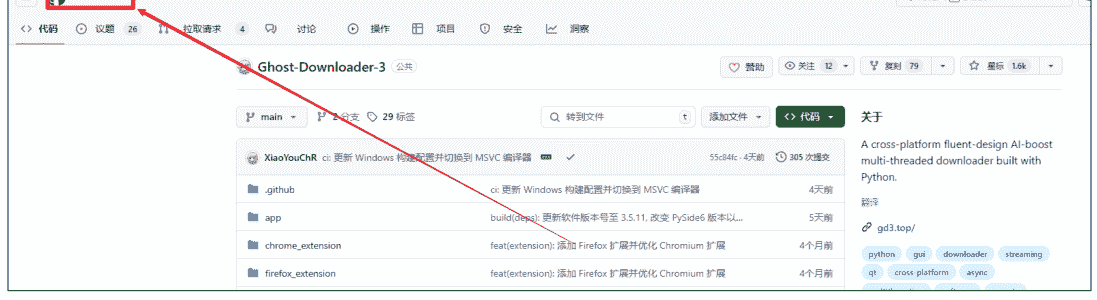 代码 议题 26 拉取请求 4 讨论 操作 项目 安全 洞察
Ghost-Downloader-3 公共 赞助 关注 12 复刻 79 星标 1.6k
main 2 分支 29 标签 转到文件 t 添加文件 代码 关于
XiaoYouChR ci: 更新 Windows 构建配置并切换到 MSVC 编译器 55c84fc · 4天前 305 次提交
A cross-platform fluent-design AI-boost
multi-threaded downloader built with
Python.
.github ci: 更新 Windows 构建配置并切换到 MSVC 编译器 4天前
翻译
app build(deps): 更新软件版本号至 3.5.11, 改变 PySide6 版本以... 5天前
gd3.top/
chrome_extension feat(extension): 添加 Firefox 扩展并优化 Chromium 扩展 4个月前
python gui downloader streaming
firefox_extension feat(extension): 添加 Firefox 扩展并优化 Chromium 扩展 4个月前
qt cross-platform async